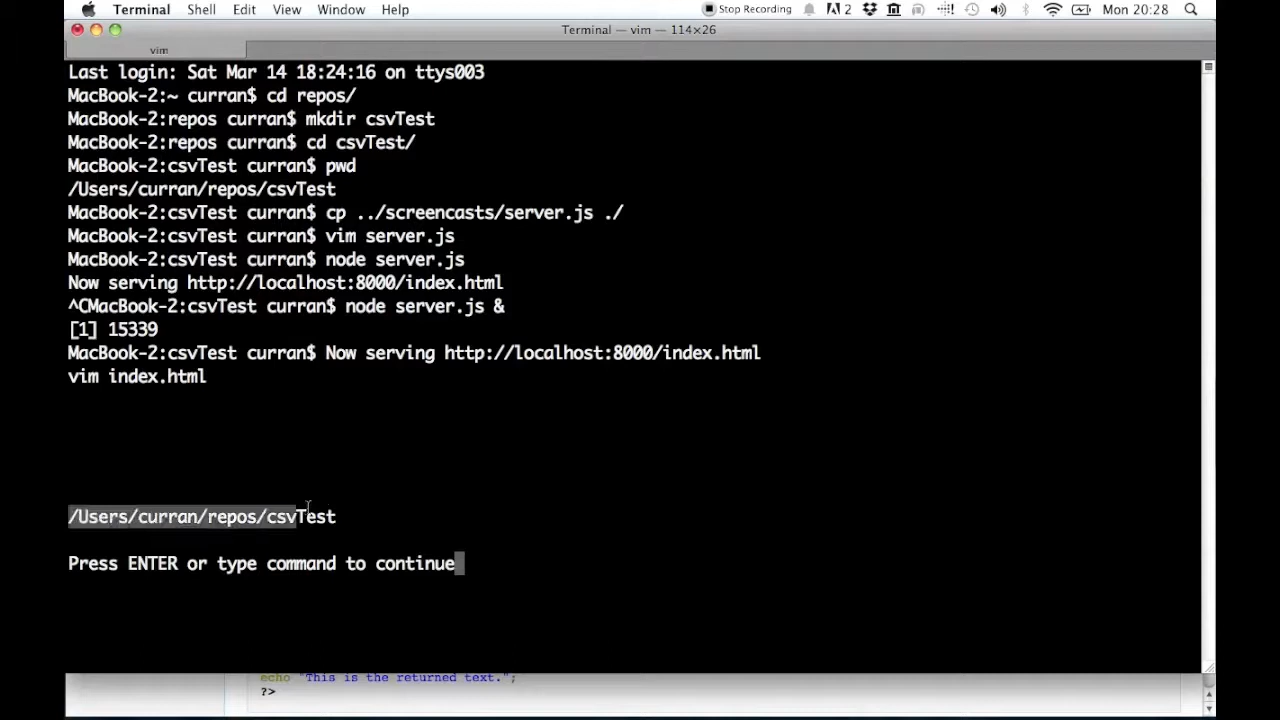 Terminal Shell Edit View Window Help Stop Recording 2 Mon 20:28
Terminal — vim — 114×26
vim
Last login: Sat Mar 14 18:24:16 on ttys003
MacBook-2:~ curran$ cd repos/
MacBook-2:repos curran$ mkdir csvTest
MacBook-2:repos curran$ cd csvTest/
MacBook-2:csvTest curran$ pwd
/Users/curran/repos/csvTest
MacBook-2:csvTest curran$ cp ../screencasts/server.js ./
MacBook-2:csvTest curran$ vim server.js
MacBook-2:csvTest curran$ node server.js
Now serving http://localhost:8000/index.html
^CMacBook-2:csvTest curran$ node server.js &
[1] 15339
MacBook-2:csvTest curran$ Now serving http://localhost:8000/index.html
vim index.html
/Users/curran/repos/csvTest
Press ENTER or type command to continue
echo "This is the returned text.";
?>